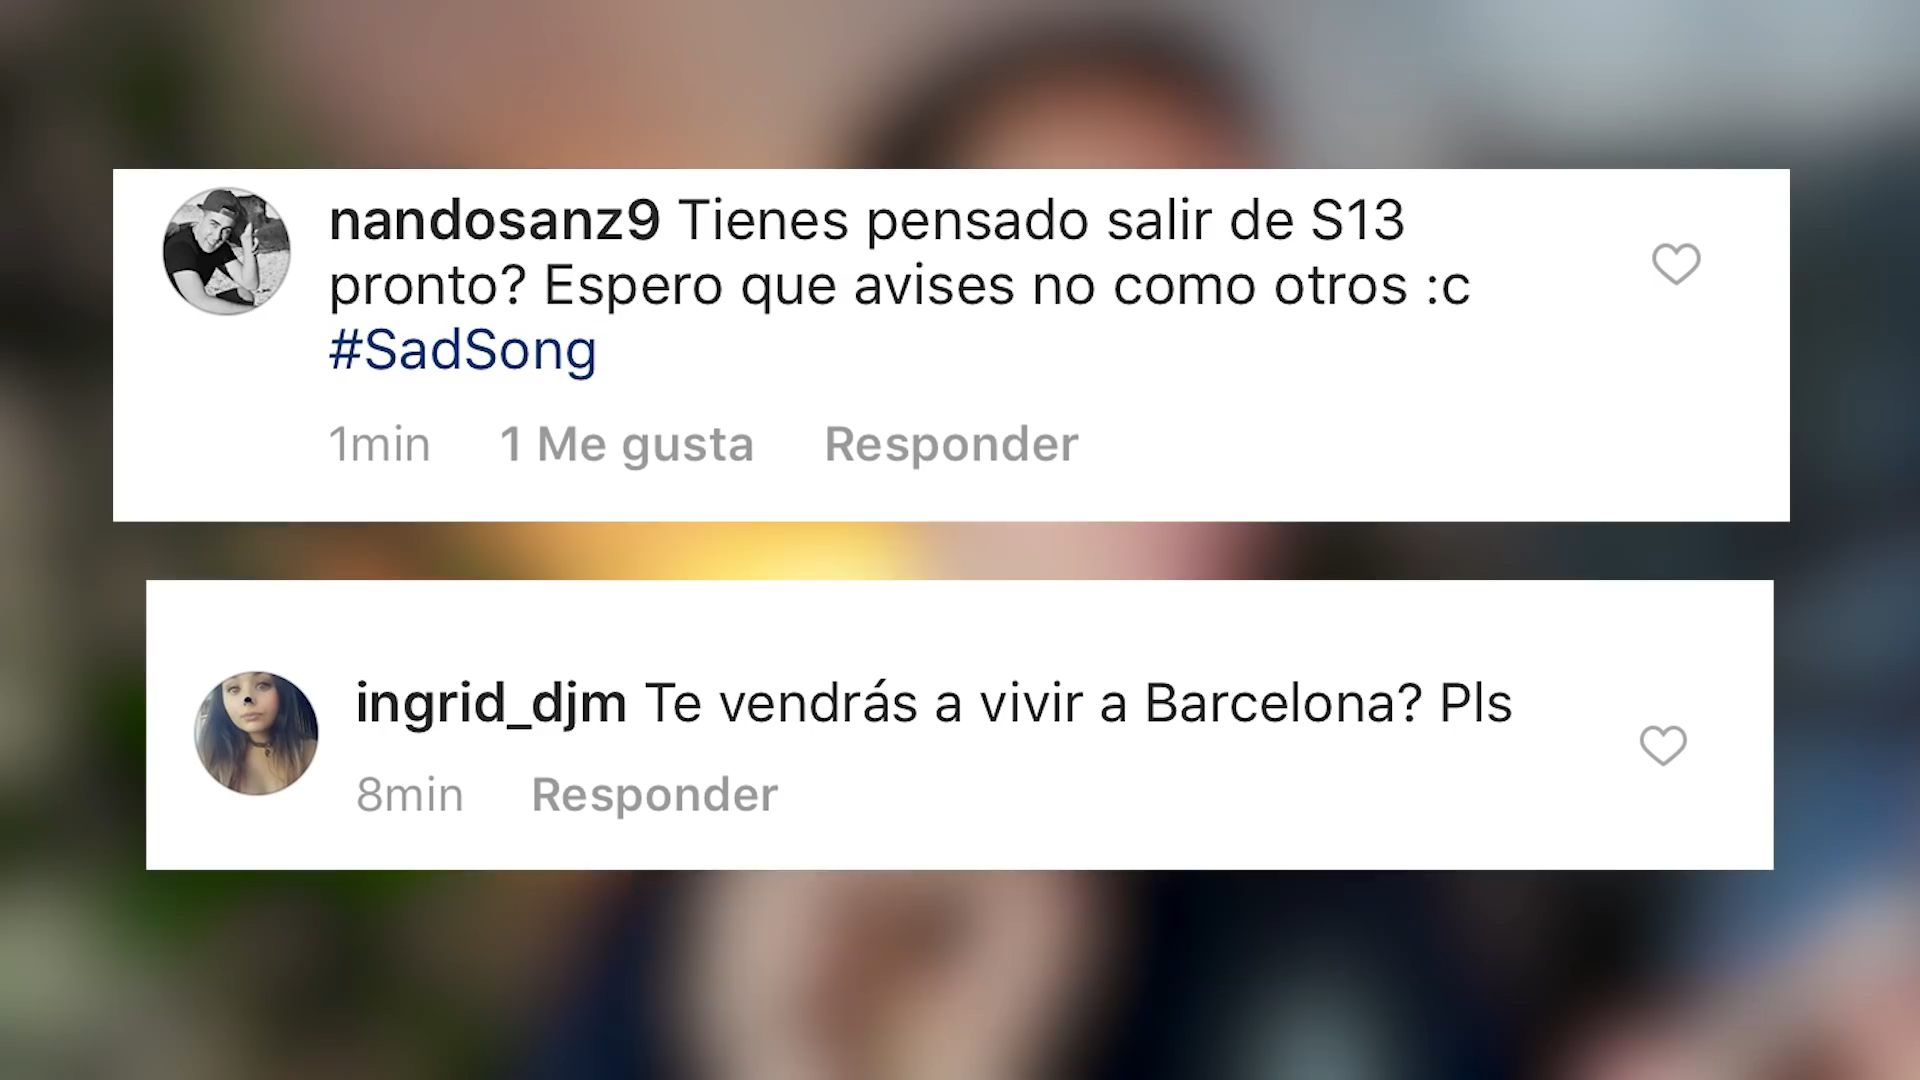 nandosanz9 Tienes pensado salir de S13
pronto? Espero que avises no como otros :c
#SadSong
1min 1 Me gusta Responder
ingrid_djm Te vendrás a vivir a Barcelona? Pls
8min Responder